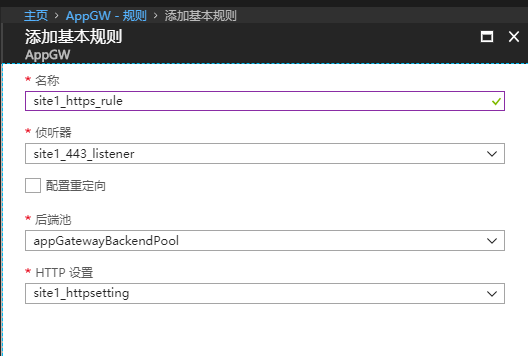 主页 > AppGW - 规则 > 添加基本规则
添加基本规则
AppGW
* 名称
site1_https_rule
* 侦听器
site1_443_listener
配置重定向
* 后端池
appGatewayBackendPool
* HTTP 设置
site1_httpsetting